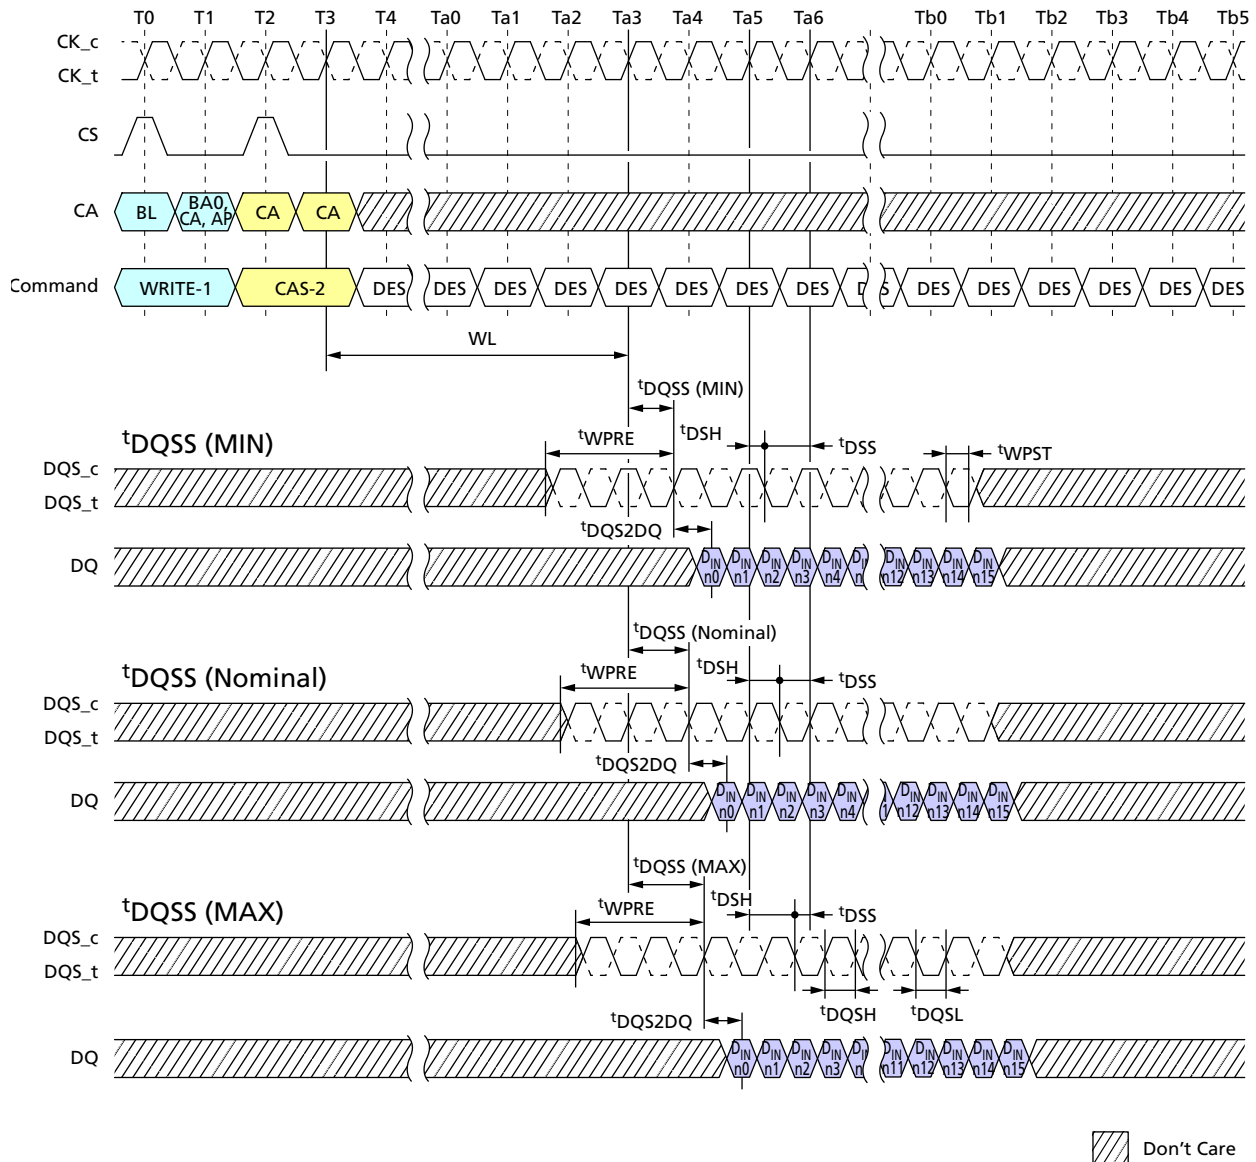 T0 T1 T2 T3 T4 Ta0 Ta1 Ta2 Ta3 Ta4 Ta5 Ta6 Tb0 Tb1 Tb2 Tb3 Tb4 Tb5
CK_c
CK_t
CS
CA BL BA0, CA, AP CA CA
Command WRITE-1 CAS-2 DES DES DES DES DES DES DES DES DES DES DES DES DES DES DES
WL
tDQSS (MIN)
tDQSS (MIN) tWPRE tDSH tDSS tWPST
DQS_c
DQS_t
tDQS2DQ
DQ DIN n0 DIN n1 DIN n2 DIN n3 DIN n4 DIN n12 DIN n13 DIN n14 DIN n15
tDQSS (Nominal)
tDQSS (Nominal) tWPRE tDSH tDSS
DQS_c
DQS_t
tDQS2DQ
DQ DIN n0 DIN n1 DIN n2 DIN n3 DIN n4 DIN n12 DIN n13 DIN n14 DIN n15
tDQSS (MAX)
tDQSS (MAX) tWPRE tDSH tDSS
DQS_c
DQS_t
tDQS2DQ tDQSH tDQSL
DQ DIN n0 DIN n1 DIN n2 DIN n3 DIN n11 DIN n12 DIN n13 DIN n14 DIN n15
Don't Care